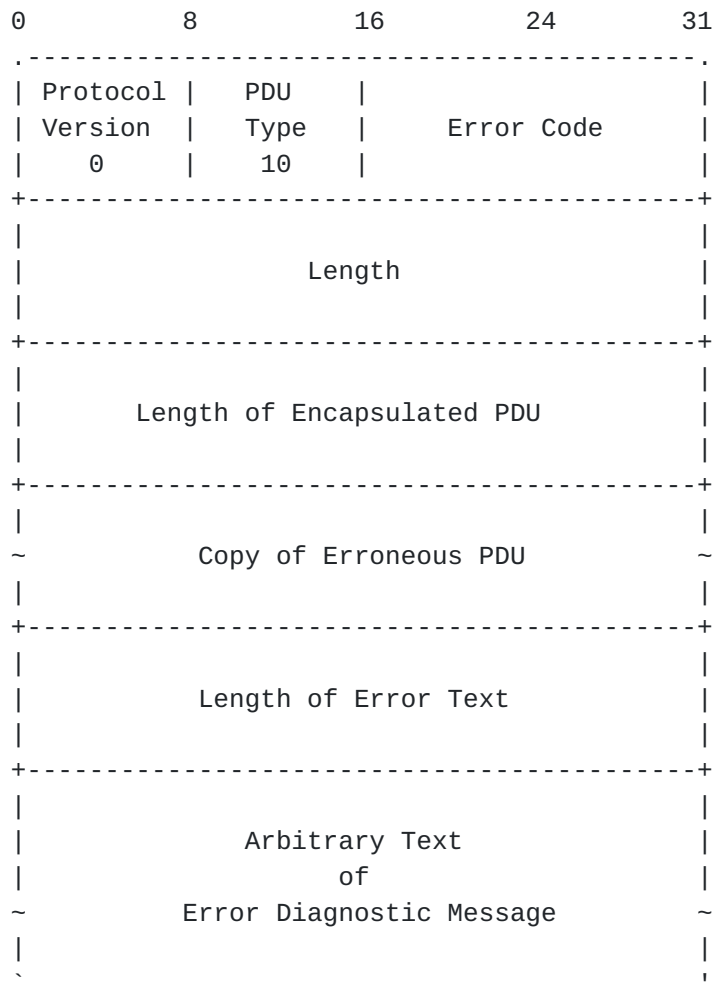 0          8          16         24        31
.-------------------------------------------.
| Protocol |   PDU    |                     |
| Version  |   Type   |     Error Code      |
|    0     |    10    |                     |
+-------------------------------------------+
|                                           |
|                  Length                   |
|                                           |
+-------------------------------------------+
|                                           |
|       Length of Encapsulated PDU          |
|                                           |
+-------------------------------------------+
|                                           |
~           Copy of Erroneous PDU           ~
|                                           |
+-------------------------------------------+
|                                           |
|           Length of Error Text            |
|                                           |
+-------------------------------------------+
|                                           |
|              Arbitrary Text               |
|                    of                     |
~          Error Diagnostic Message         ~
|                                           |
`                                           '